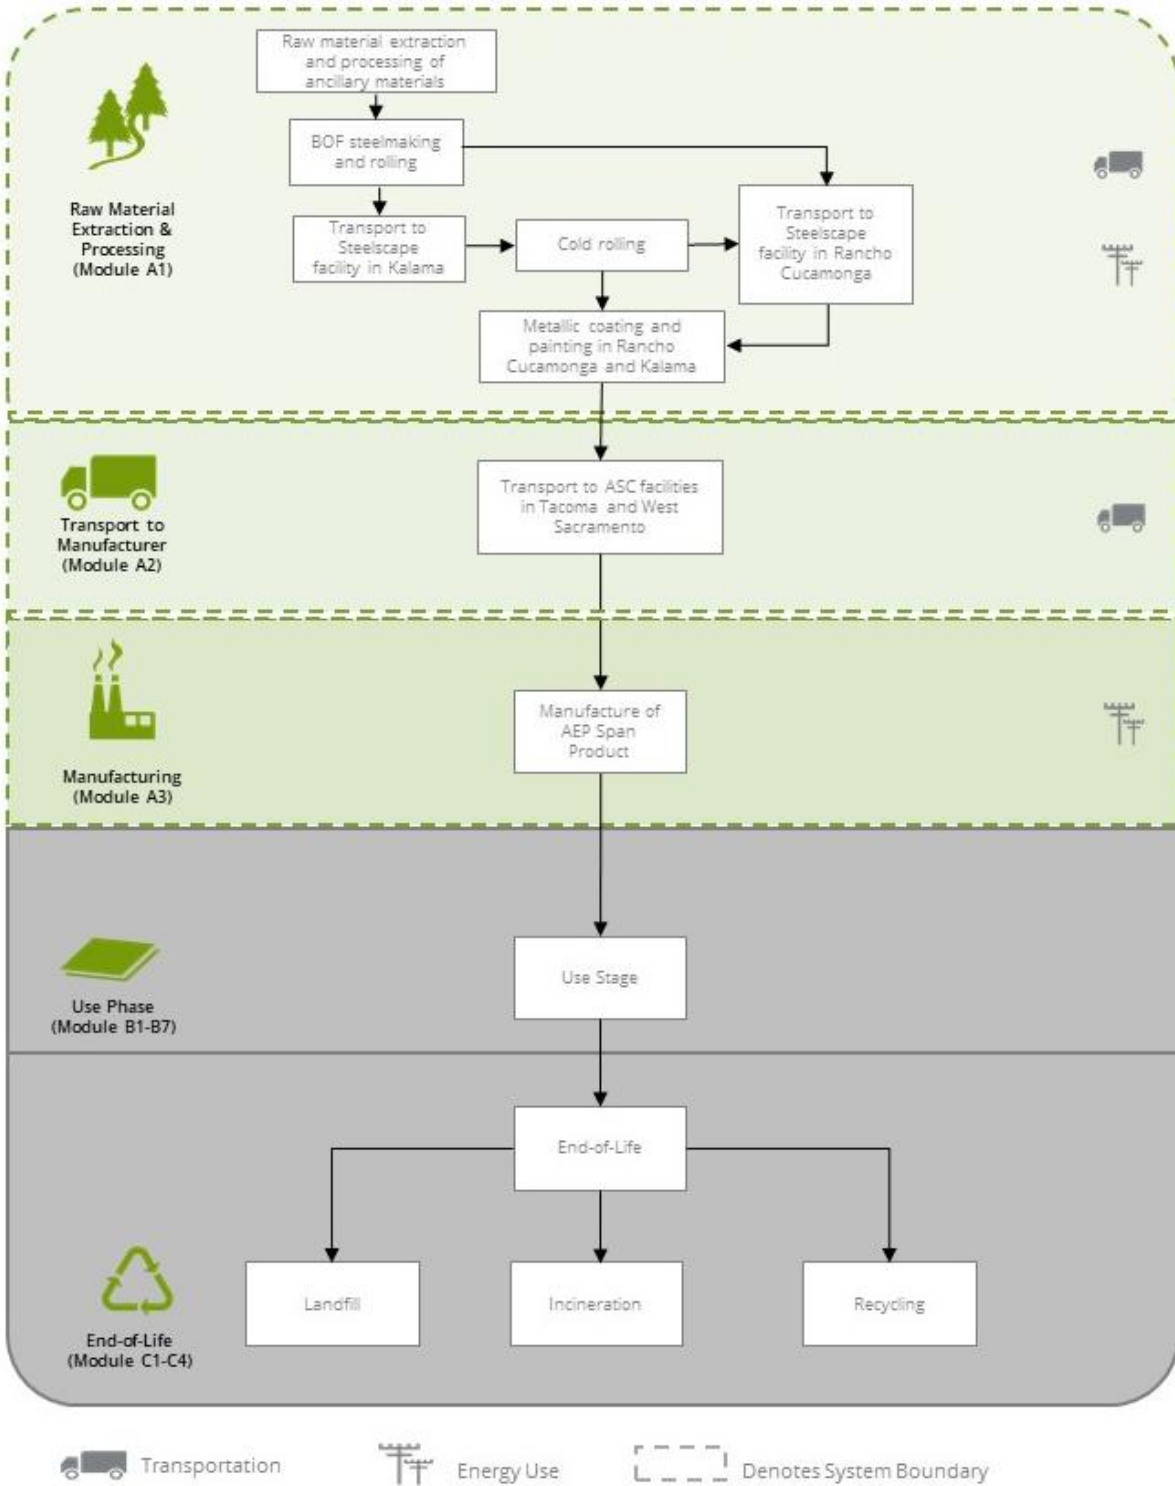 Raw material extraction
and processing of
ancillary materials
BOF steelmaking
and rolling
Raw Material
Extraction &
Processing
(Module A1)
Transport to
Steelscape
facility in Kalama
Cold rolling
Transport to
Steelscape
facility in Rancho
Cucamonga
Metallic coating and
painting in Rancho
Cucamonga and Kalama
Transport to
Manufacturer
(Module A2)
Transport to ASC facilities
in Tacoma and West
Sacramento
Manufacturing
(Module A3)
Manufacture of
AEP Span
Product
Use Phase
(Module B1-B7)
Use Stage
End-of-Life
Landfill
Incineration
Recycling
End-of-Life
(Module C1-C4)
Transportation
Energy Use
Denotes System Boundary